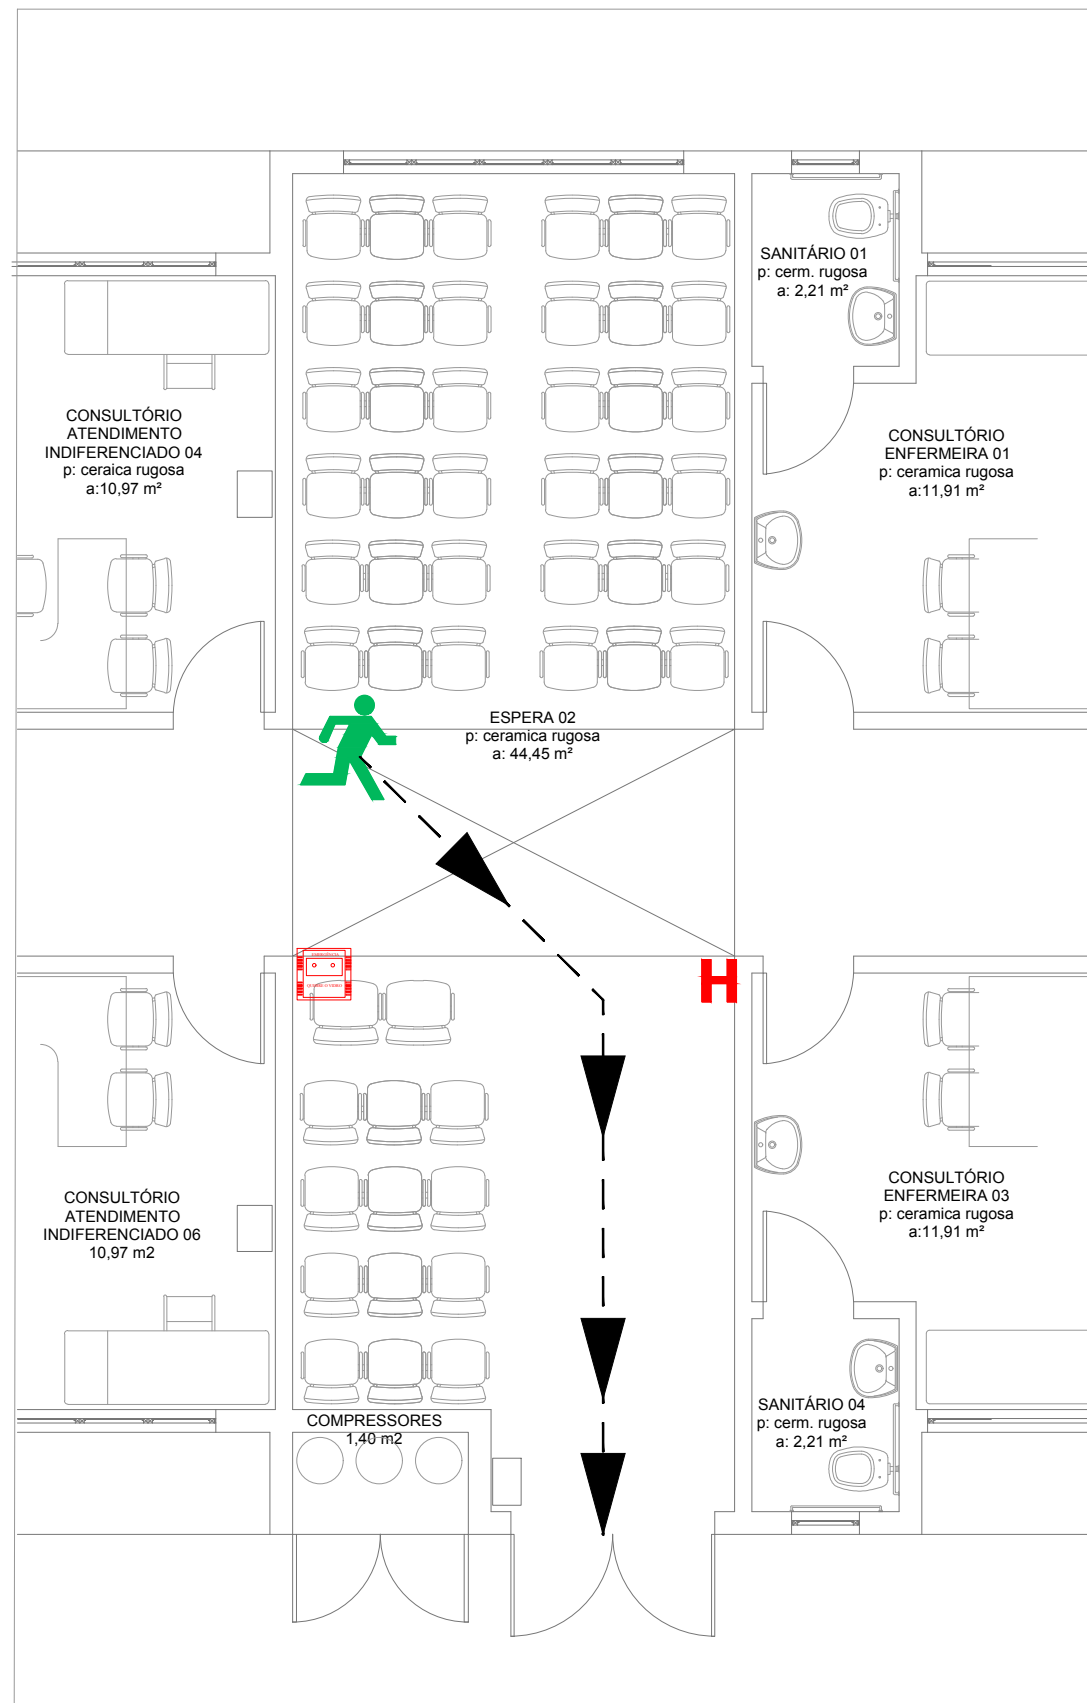 SANITÁRIO 01
p: cerm. rugosa
a: 2,21 m²
CONSULTÓRIO
ATENDIMENTO
INDIFERENCIADO 04
p: ceraica rugosa
a:10,97 m²
CONSULTÓRIO
ENFERMEIRA 01
p: ceramica rugosa
a:11,91 m²
ESPERA 02
p: ceramica rugosa
a: 44,45 m²
H
CONSULTÓRIO
ATENDIMENTO
INDIFERENCIADO 06
10,97 m2
CONSULTÓRIO
ENFERMEIRA 03
p: ceramica rugosa
a:11,91 m²
COMPRESSORES
1,40 m2
SANITÁRIO 04
p: cerm. rugosa
a: 2,21 m²